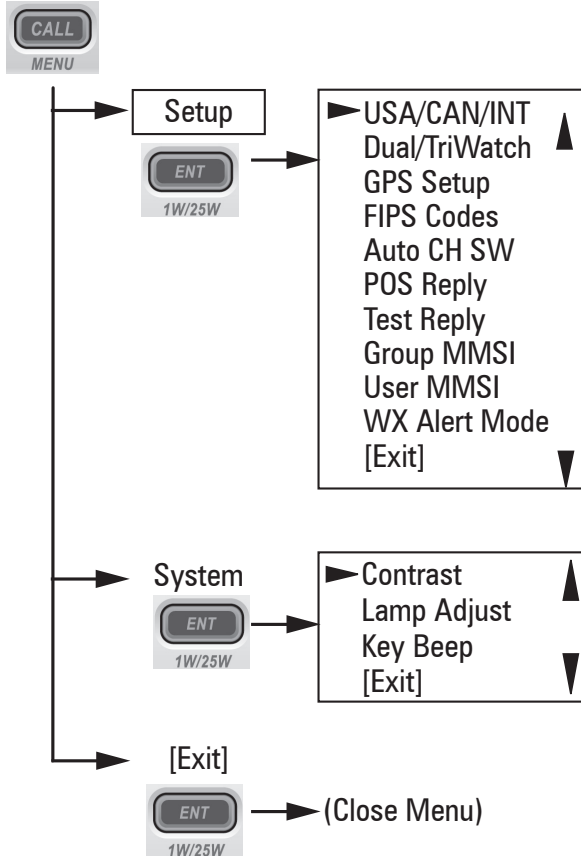 CALL
MENU
Setup
ENT
1W/25W
USA/CAN/INT
Dual/TriWatch
GPS Setup
FIPS Codes
Auto CH SW
POS Reply
Test Reply
Group MMSI
User MMSI
WX Alert Mode
[Exit]
System
ENT
1W/25W
Contrast
Lamp Adjust
Key Beep
[Exit]
[Exit]
ENT
1W/25W
(Close Menu)